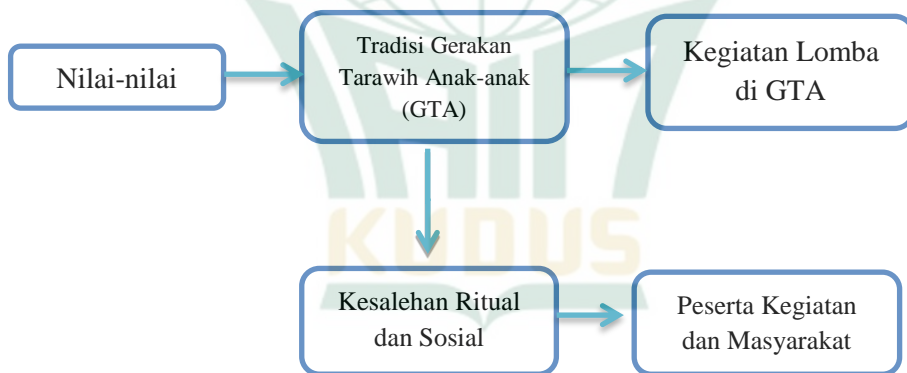 Nilai-nilai
Tradisi Gerakan
Tarawih Anak-anak
(GTA)
Kegiatan Lomba
di GTA
KUDUS
Kesalehan Ritual
dan Sosial
Peserta Kegiatan
dan Masyarakat